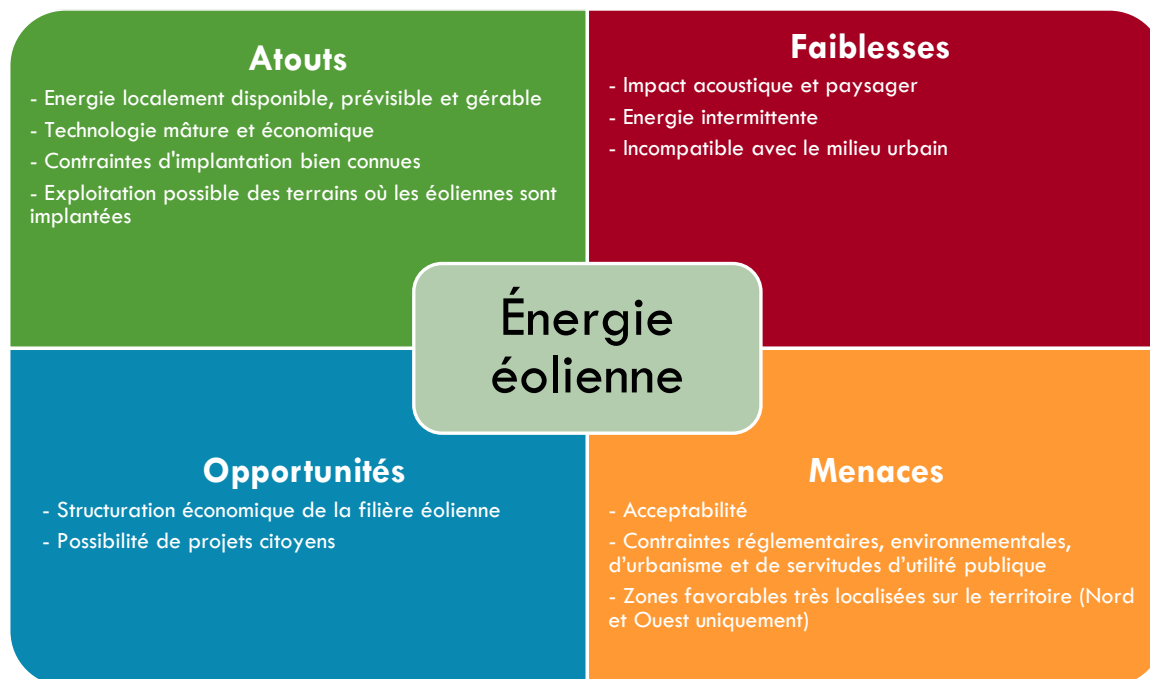 Atouts
- Energie localement disponible, prévisible et gérable
- Technologie mâture et économique
- Contraintes d'implantation bien connues
- Exploitation possible des terrains où les éoliennes sont
implantées
Faiblesses
- Impact acoustique et paysager
- Energie intermittente
- Incompatible avec le milieu urbain
Énergie
éolienne
Opportunités
- Structuration économique de la filière éolienne
- Possibilité de projets citoyens
Menaces
- Acceptabilité
- Contraintes réglementaires, environnementales,
d'urbanisme et de servitudes d'utilité publique
- Zones favorables très localisées sur le territoire (Nord
et Ouest uniquement)